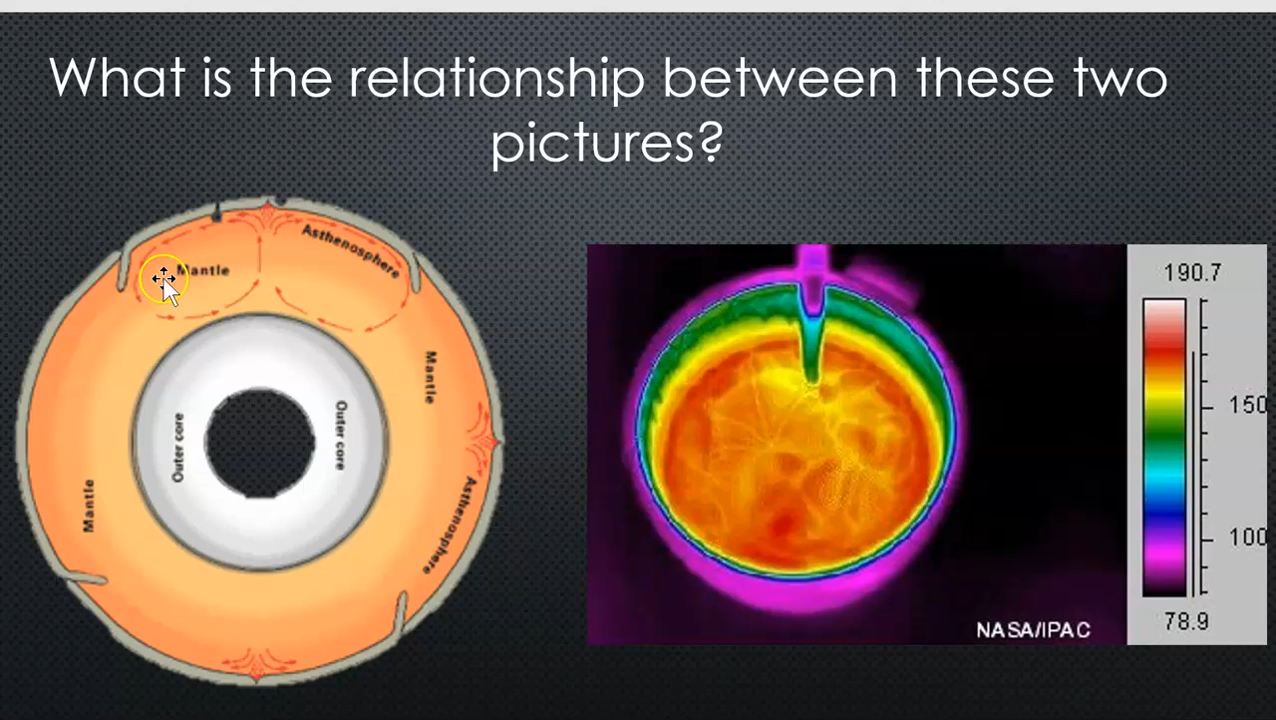 What is the relationship between these two
pictures?
Asthenosphere
Mantle
Mantle
Outer core
Outer core
Mantle
Asthenosphere
190.7
150
100
78.9
NASA/IPAC